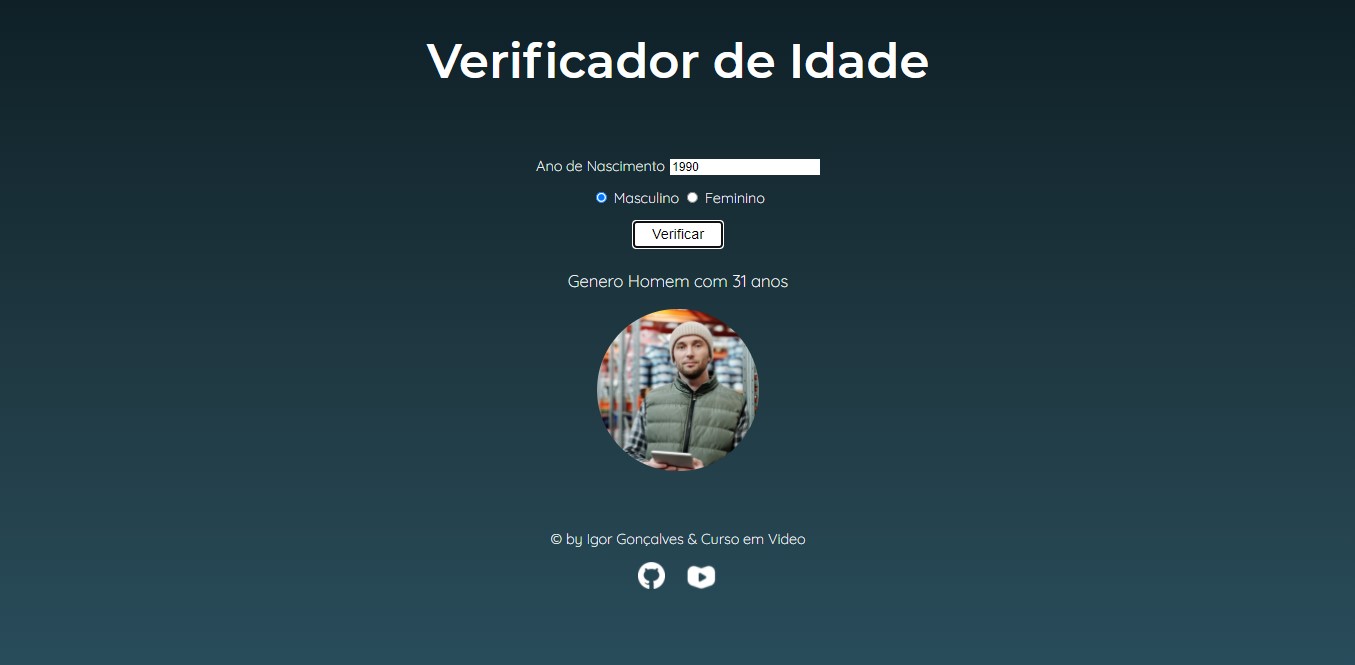 Verificador de Idade
Ano de Nascimento 1990
Masculino Feminino
Verificar
Genero Homem com 31 anos
© by Igor Gonçalves & Curso em Video